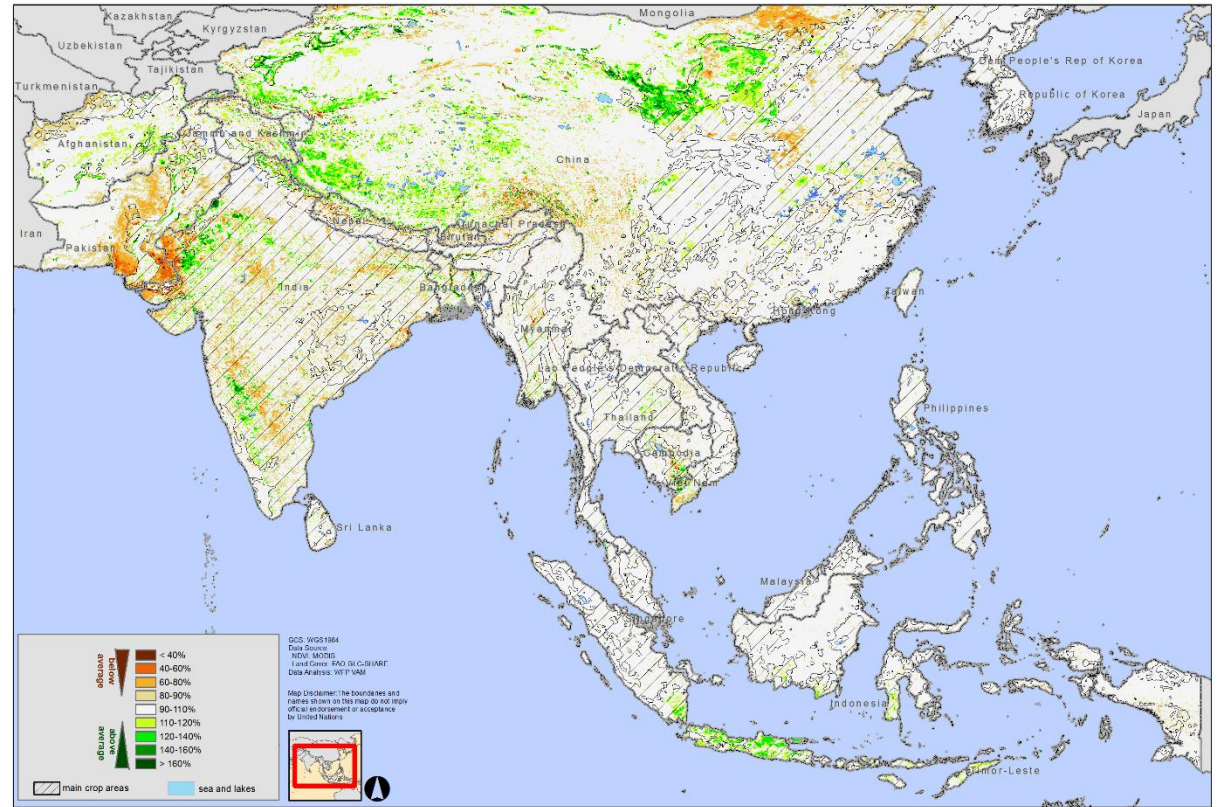 Mongolia
Kazakhstan
Kyrgyzstan
Uzbekistan
Tajikistan
Turkmenistan
Dem People's Rep of Korea
Republic of Korea
Japan
Jammu and Kashmir
Afghanistan
China
Iran
Pakistan
Nepal
Arunachal Pradesh
Bhutan
India
Bangladesh
Taiwan
Hong Kong
Myanmar
Lao People's Democratic Republic
Thailand
Philippines
Cambodia
Viet Nam
Sri Lanka
Malaysia
Singapore
Indonesia
Timor-Leste
below
average
above
average
< 40%
40-60%
60-80%
80-90%
90-110%
110-120%
120-140%
140-160%
> 160%
main crop areas
sea and lakes
GCS: WGS1984
Data Source:
NDVI: MODIS
Land Cover: FAO GLC-SHARE
Data Analysis: WFP VAM
Map Disclaimer: The boundaries and
names shown on this map do not imply
official endorsement or acceptance
by United Nations